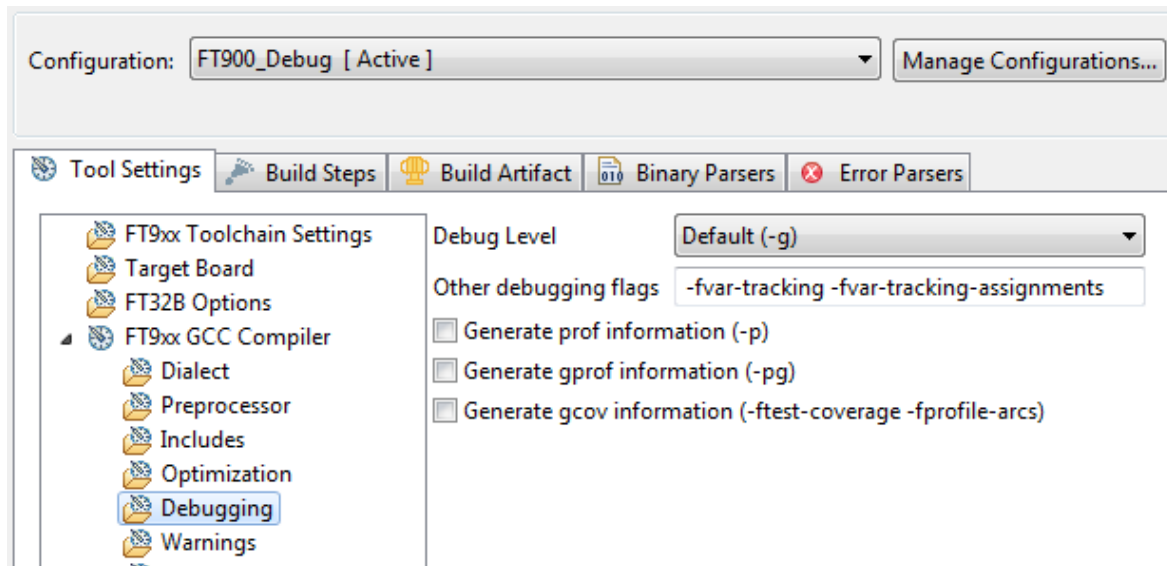 Configuration: FT900_Debug [ Active ] Manage Configurations...
Tool Settings Build Steps Build Artifact Binary Parsers Error Parsers
FT9xx Toolchain Settings
Target Board
FT32B Options
FT9xx GCC Compiler
Dialect
Preprocessor
Includes
Optimization
Debugging
Warnings
Debug Level Default (-g)
Other debugging flags -fvar-tracking -fvar-tracking-assignments
Generate prof information (-p)
Generate gprof information (-pg)
Generate gcov information (-ftest-coverage -fprofile-arcs)